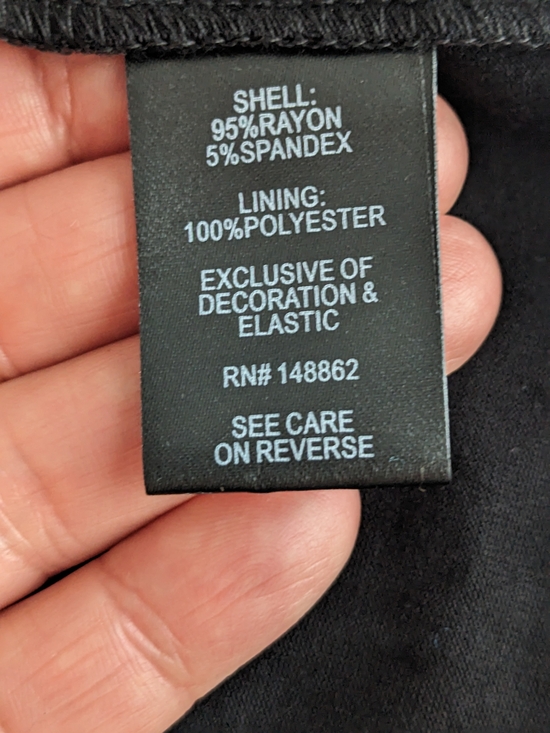 SHELL:
95%RAYON
5%SPANDEX
LINING:
100%POLYESTER
EXCLUSIVE OF
DECORATION &
ELASTIC
RN# 148862
SEE CARE
ON REVERSE